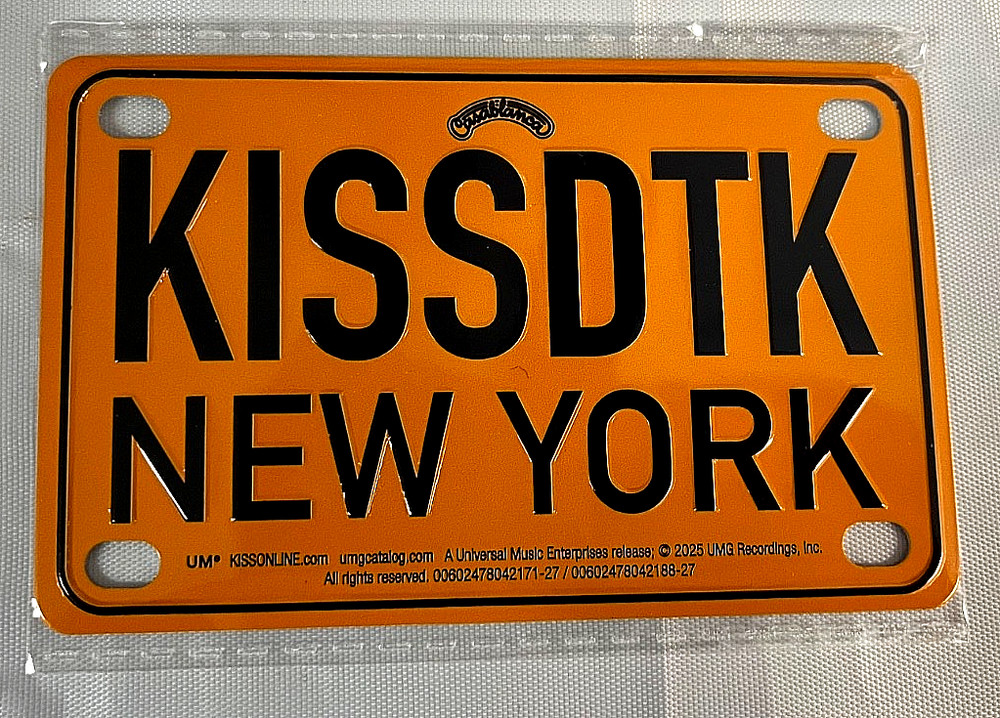 Casablanca
KISSDTK
NEW YORK
UMe KISSONLINE.com umgcatalog.com A Universal Music Enterprises release; © 2025 UMG Recordings, Inc.
All rights reserved. 00602478042171-27 / 00602478042188-27